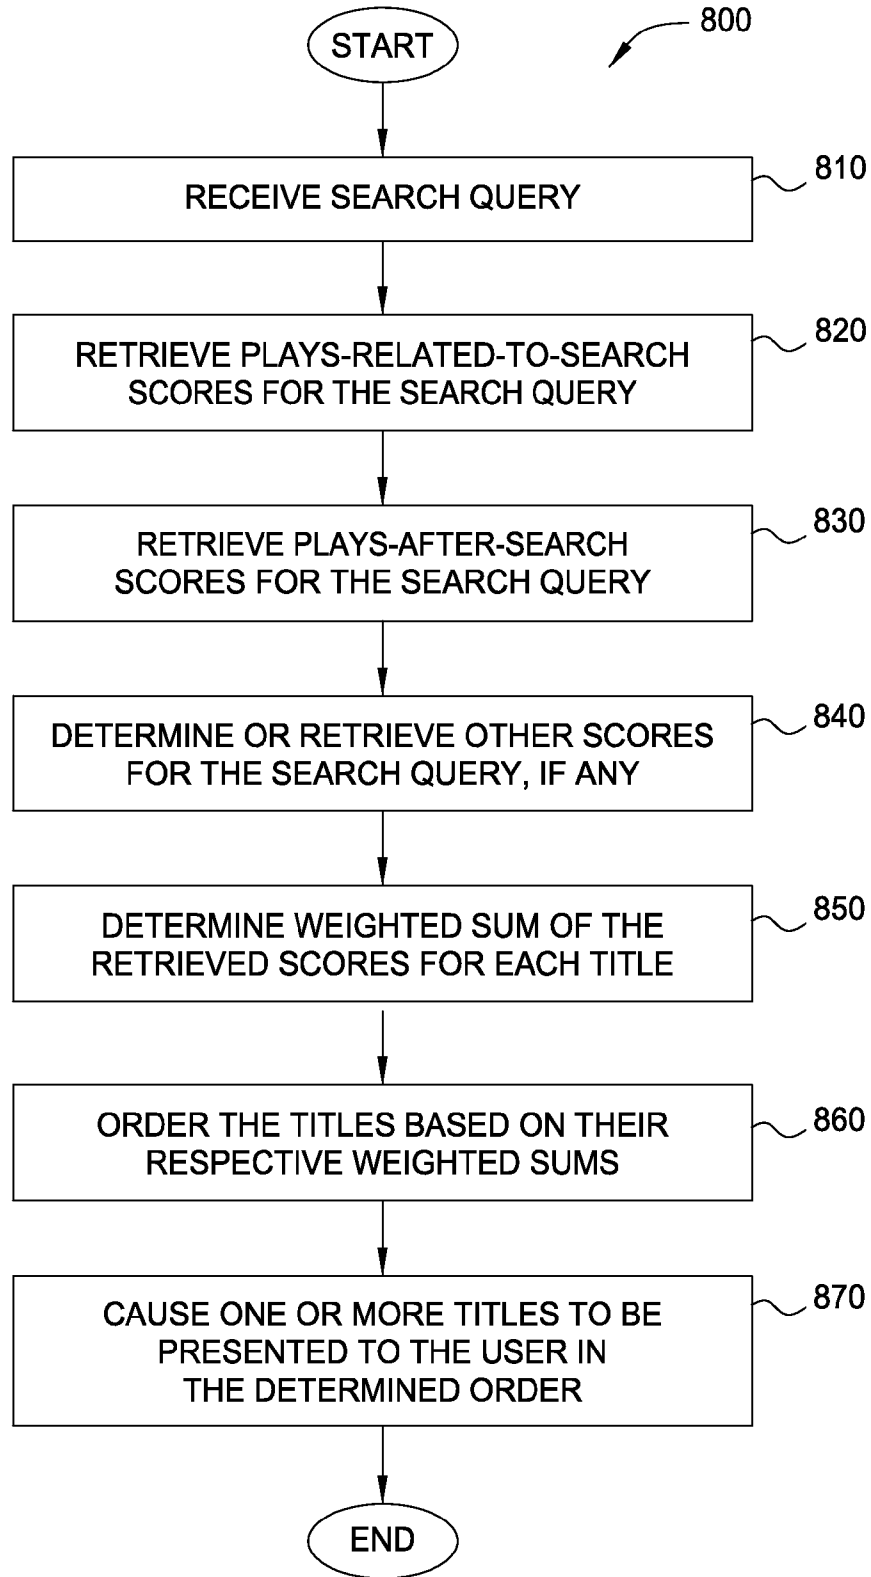 START
800
RECEIVE SEARCH QUERY
810
RETRIEVE PLAYS-RELATED-TO-SEARCH
SCORES FOR THE SEARCH QUERY
820
RETRIEVE PLAYS-AFTER-SEARCH
SCORES FOR THE SEARCH QUERY
830
DETERMINE OR RETRIEVE OTHER SCORES
FOR THE SEARCH QUERY, IF ANY
840
DETERMINE WEIGHTED SUM OF THE
RETRIEVED SCORES FOR EACH TITLE
850
ORDER THE TITLES BASED ON THEIR
RESPECTIVE WEIGHTED SUMS
860
CAUSE ONE OR MORE TITLES TO BE
PRESENTED TO THE USER IN
THE DETERMINED ORDER
870
END